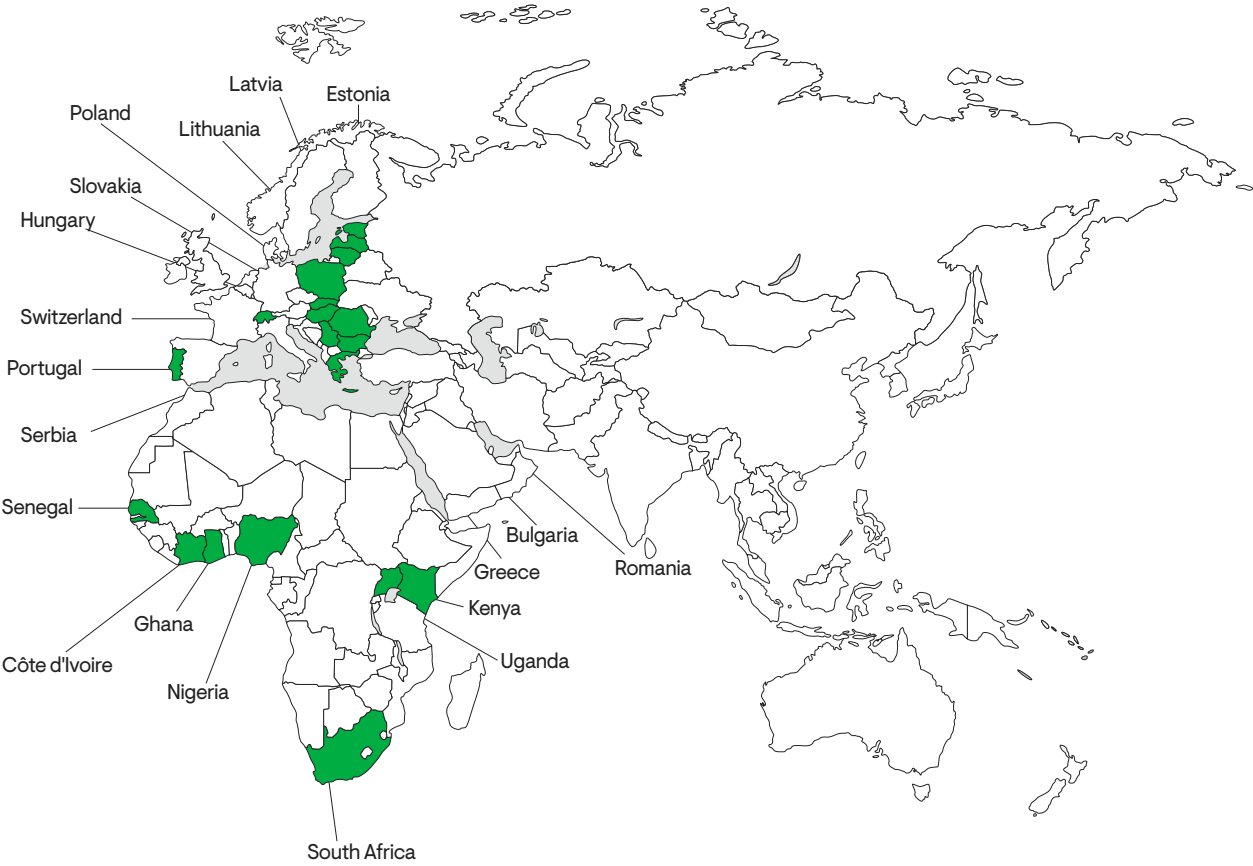 Latvia
Estonia
Poland
Lithuania
Slovakia
Hungary
Switzerland
Portugal
Serbia
Senegal
Bulgaria
Greece
Romania
Kenya
Ghana
Uganda
Côte d'Ivoire
Nigeria
South Africa